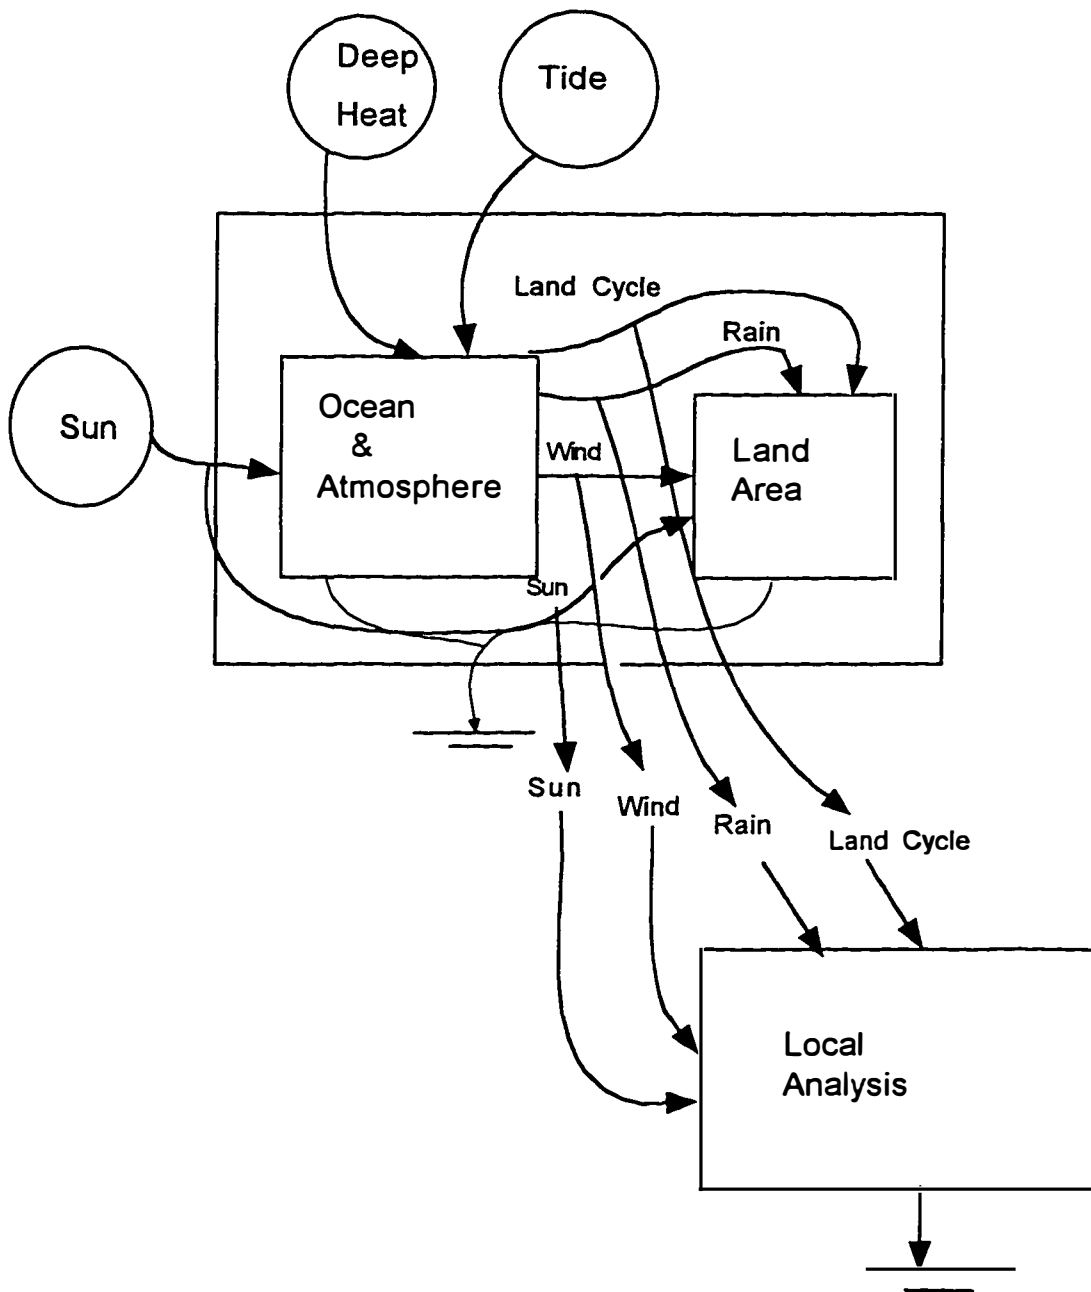 Deep
Heat
Tide
Land Cycle
Rain
Sun
Ocean
&
Atmosphere
Wind
Land
Area
Sun
Sun
Wind
Rain
Land Cycle
Local
Analysis